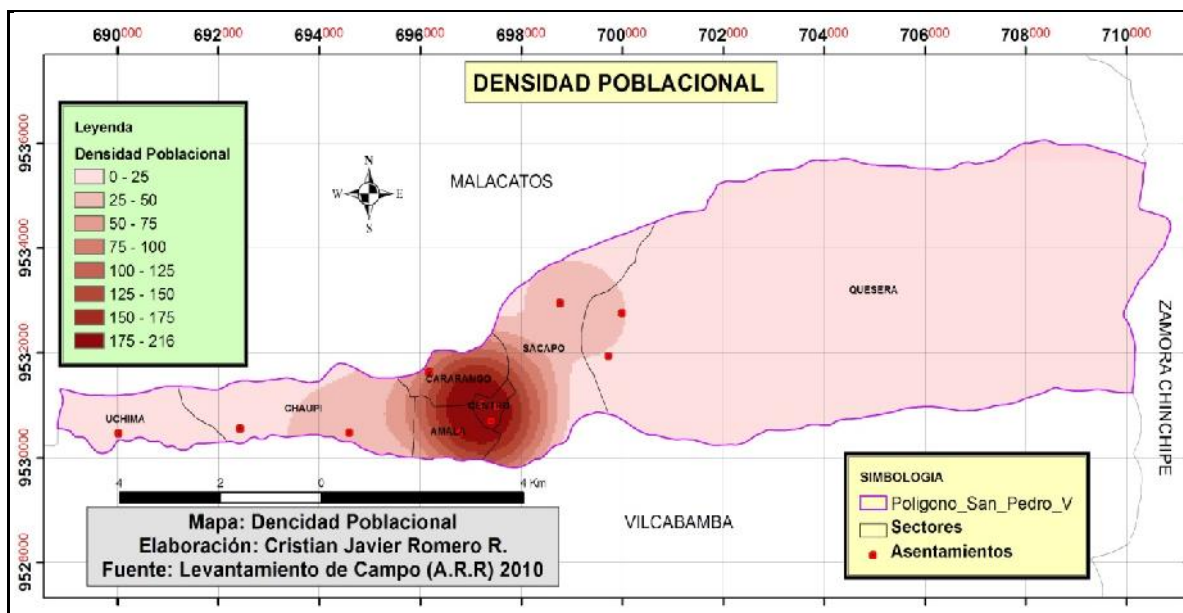 690000 692000 694000 696000 698000 700000 702000 704000 706000 708000 710000
DENSIDAD POBLACIONAL
Leyenda
Densidad Poblacional
0 - 25
25 - 50
50 - 75
75 - 100
100 - 125
125 - 150
150 - 175
175 - 216
9536000
9534000
9532000
9530000
9528000
N
W E
S
MALACATOS
QUESERA
SACAPO
CARARANGO
CENTRO
CHAUPI
UCHIMA
AMALA
ZAMORA CHINCHIPE
VILCABAMBA
4 2 0 4 Km
Mapa: Dencidad Poblacional
Elaboración: Cristian Javier Romero R.
Fuente: Levantamiento de Campo (A.R.R) 2010
SIMBOLOGIA
Poligono_San_Pedro_V
Sectores
Asentamientos